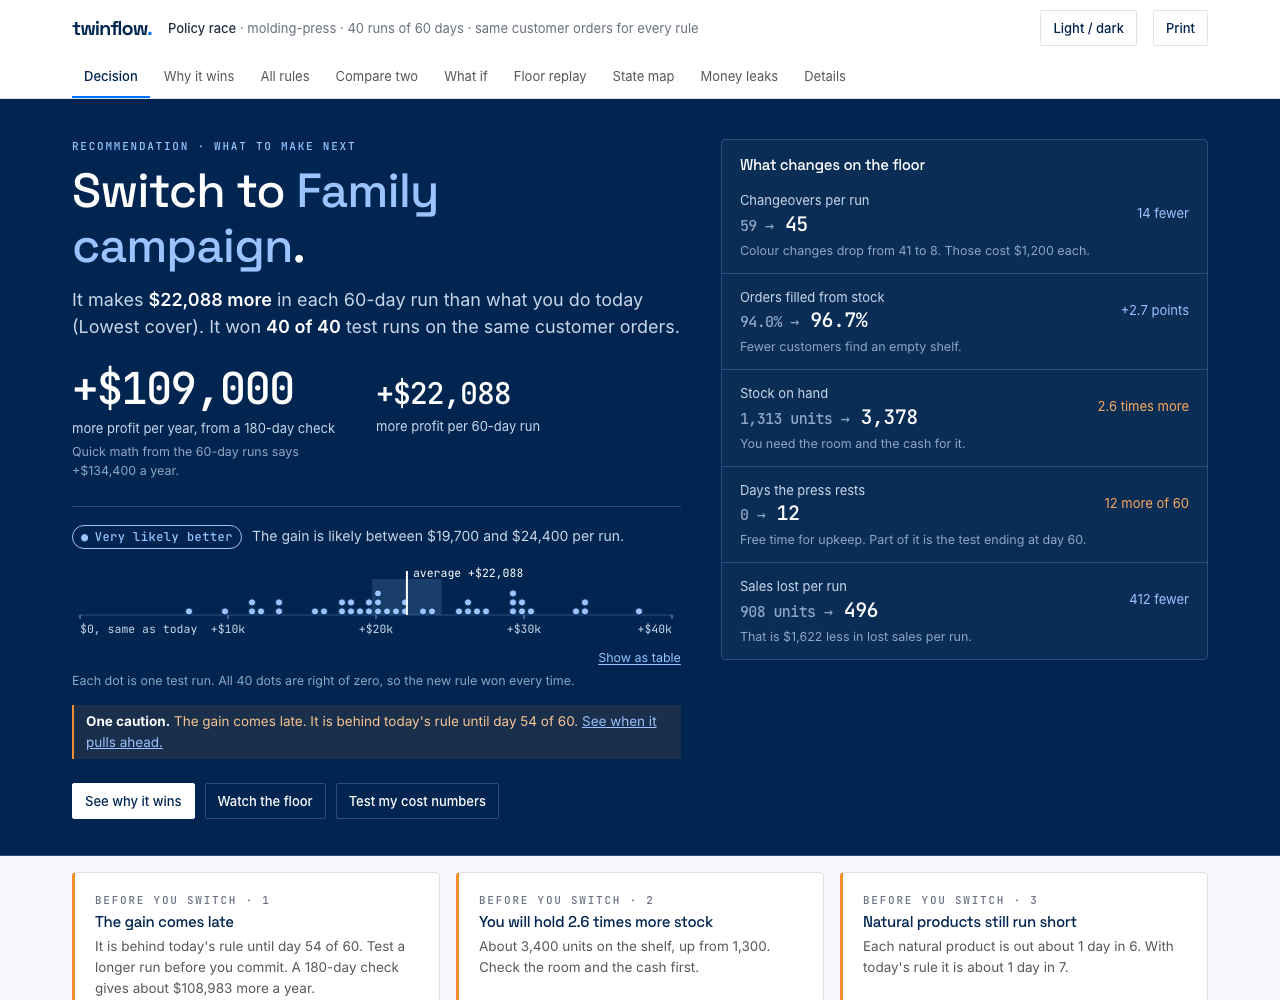 twinflow.
Policy race · molding-press · 40 runs of 60 days · same customer orders for every rule
Light / dark
Print
Decision
Why it wins
All rules
Compare two
What if
Floor replay
State map
Money leaks
Details
RECOMMENDATION · WHAT TO MAKE NEXT
Switch to Family
campaign.
It makes $22,088 more in each 60-day run than what you do today
(Lowest cover). It won 40 of 40 test runs on the same customer orders.
+$109,000
more profit per year, from a 180-day check
Quick math from the 60-day runs says
+$134,400 a year.
+$22,088
more profit per 60-day run
● Very likely better
The gain is likely between $19,700 and $24,400 per run.
average +$22,088
$0, same as today
+$10k
+$20k
+$30k
+$40k
Show as table
Each dot is one test run. All 40 dots are right of zero, so the new rule won every time.
One caution. The gain comes late. It is behind today's rule until day 54 of 60. See when it
pulls ahead.
See why it wins
Watch the floor
Test my cost numbers
What changes on the floor
Changeovers per run
59 → 45
14 fewer
Colour changes drop from 41 to 8. Those cost $1,200 each.
Orders filled from stock
94.0% → 96.7%
+2.7 points
Fewer customers find an empty shelf.
Stock on hand
1,313 units → 3,378
2.6 times more
You need the room and the cash for it.
Days the press rests
0 → 12
12 more of 60
Free time for upkeep. Part of it is the test ending at day 60.
Sales lost per run
908 units → 496
412 fewer
That is $1,622 less in lost sales per run.
BEFORE YOU SWITCH · 1
The gain comes late
It is behind today's rule until day 54 of 60. Test a
longer run before you commit. A 180-day check
gives about $108,983 more a year.
BEFORE YOU SWITCH · 2
You will hold 2.6 times more stock
About 3,400 units on the shelf, up from 1,300.
Check the room and the cash first.
BEFORE YOU SWITCH · 3
Natural products still run short
Each natural product is out about 1 day in 6. With
today's rule it is about 1 day in 7.